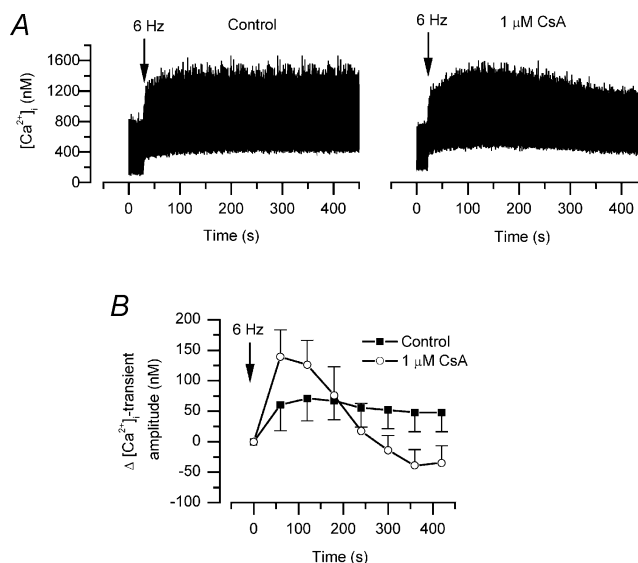 A
6 Hz
Control
6 Hz
1 μM CsA
[Ca2+]i (nM)
1600
1200
800
400
0
0 100 200 300 400
0 100 200 300 400
Time (s)
Time (s)
B
6 Hz
Control
1 μM CsA
Δ [Ca2+]i-transient
amplitude (nM)
200
150
100
50
0
-50
-100
0 100 200 300 400
Time (s)